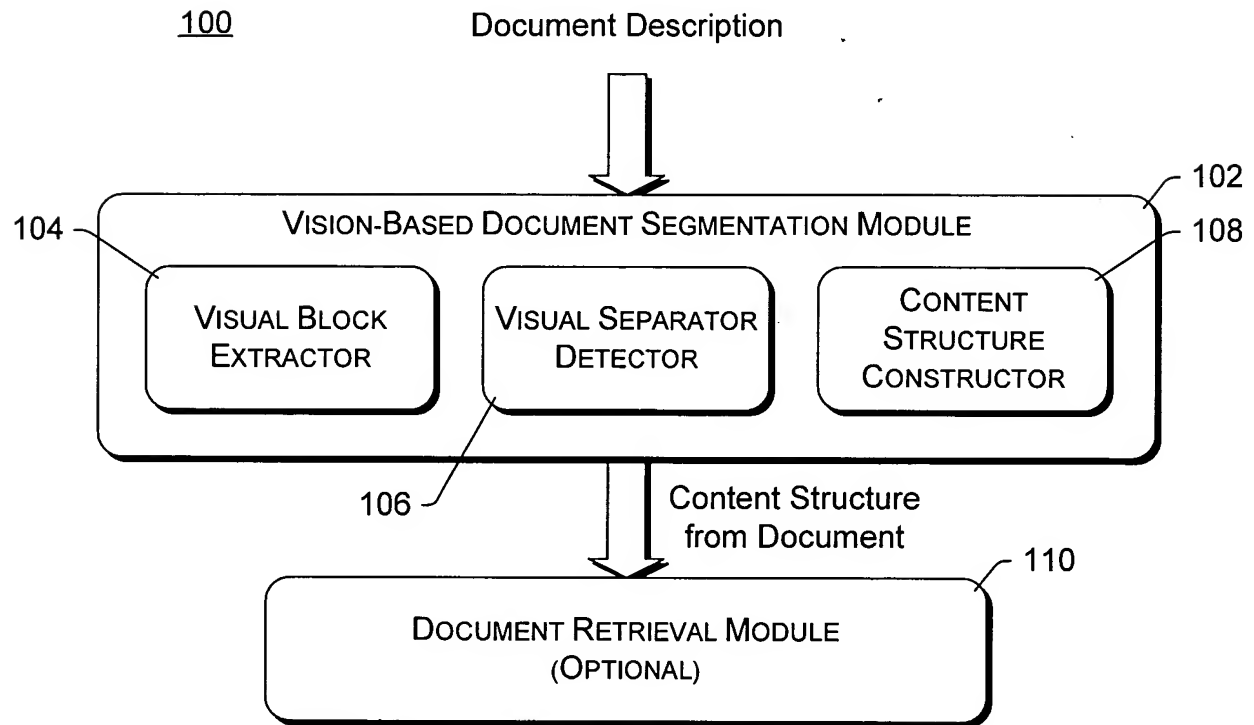 100
Document Description
102
VISION-BASED DOCUMENT SEGMENTATION MODULE
104
108
VISUAL BLOCK
EXTRACTOR
VISUAL SEPARATOR
DETECTOR
CONTENT
STRUCTURE
CONSTRUCTOR
106
Content Structure
from Document
110
DOCUMENT RETRIEVAL MODULE
(OPTIONAL)